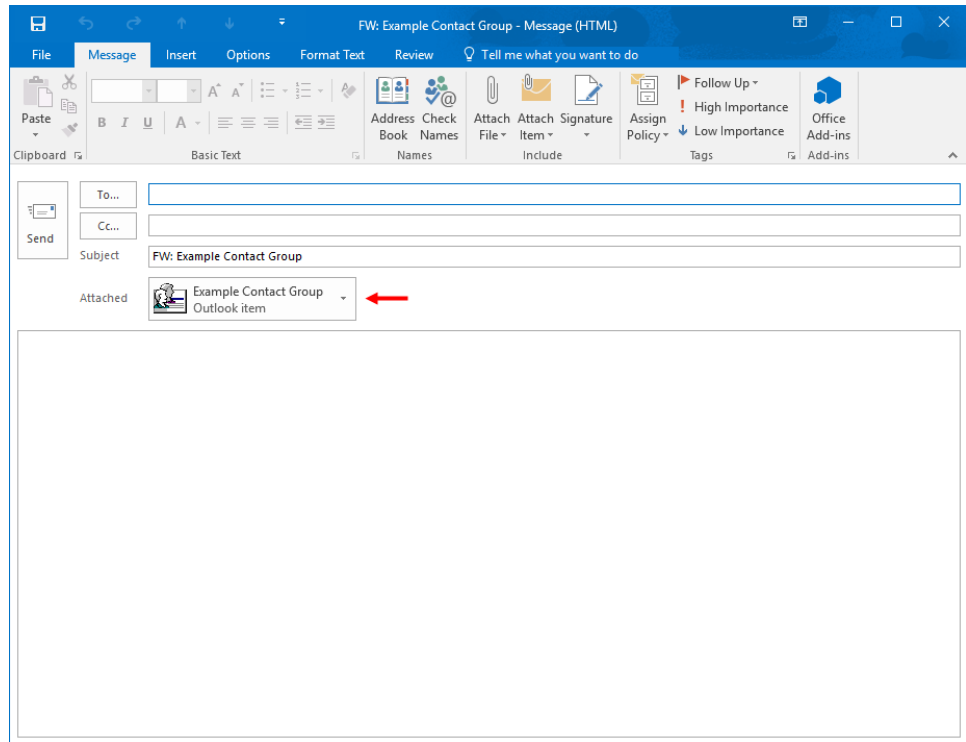 FW: Example Contact Group - Message (HTML)
File Message Insert Options Format Text Review Tell me what you want to do
Paste
Clipboard
B I U A
Basic Text
Address Book
Check Names
Names
Attach File
Attach Item
Signature
Include
Assign Policy
Follow Up
High Importance
Low Importance
Tags
Office Add-ins
Add-ins
Send
To...
Cc...
Subject FW: Example Contact Group
Attached Example Contact Group
Outlook item